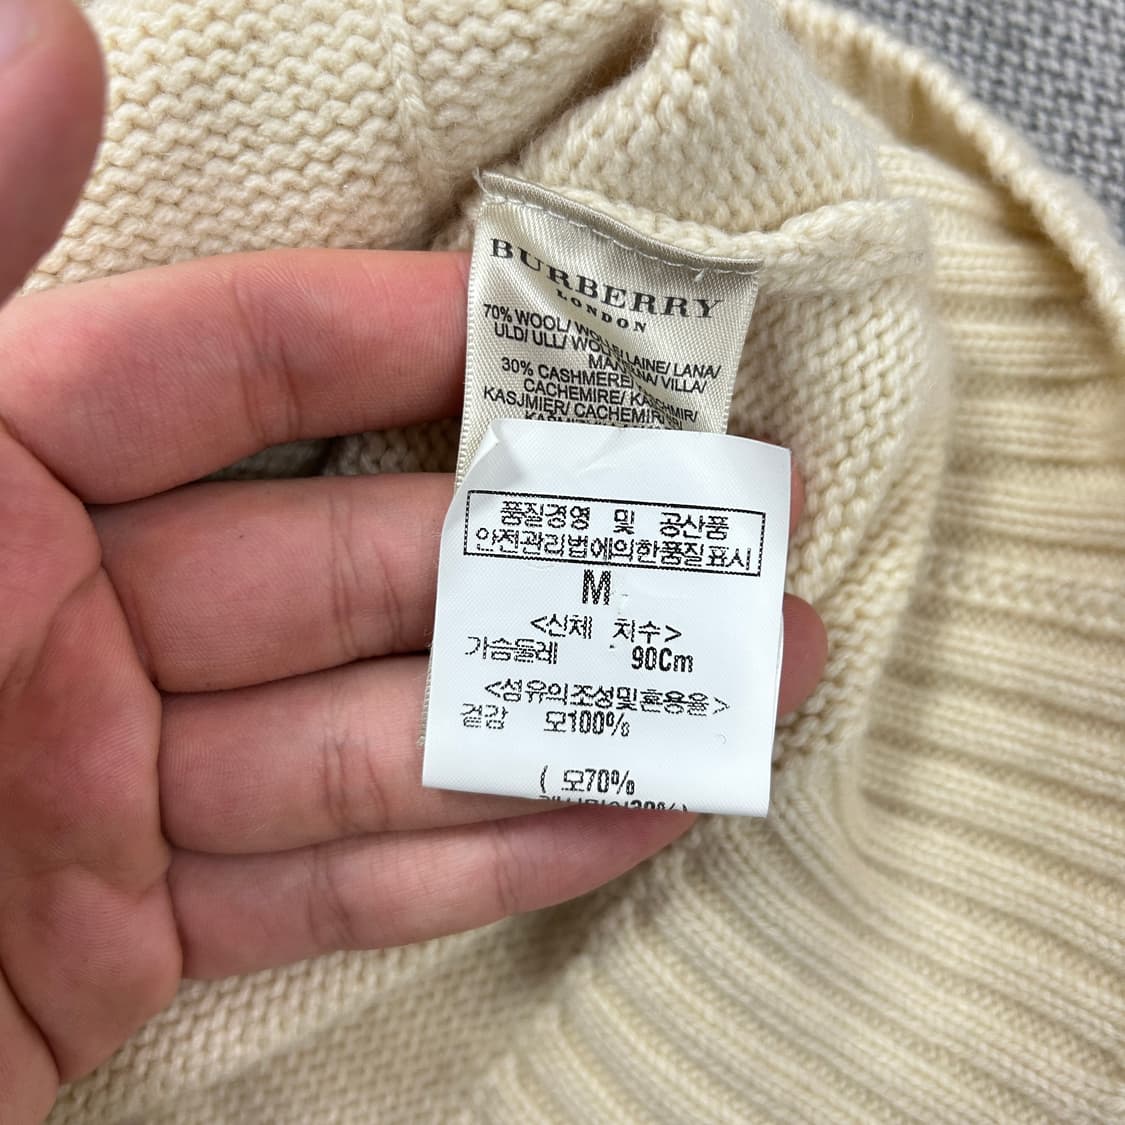 BURBERRY
LONDON
70% WOOL/ LAINE/ LANA/
ULD/ ULL/
VILLA/
30% CASHMERE/
CACHEMIRE/
KASJMIER/
품질경영 및 공산품
안전관리법에의한품질표시
M
<신체 치수>
가슴둘레 90Cm
<섬유의조성및혼용율>
겉감 모100%
( 모70%